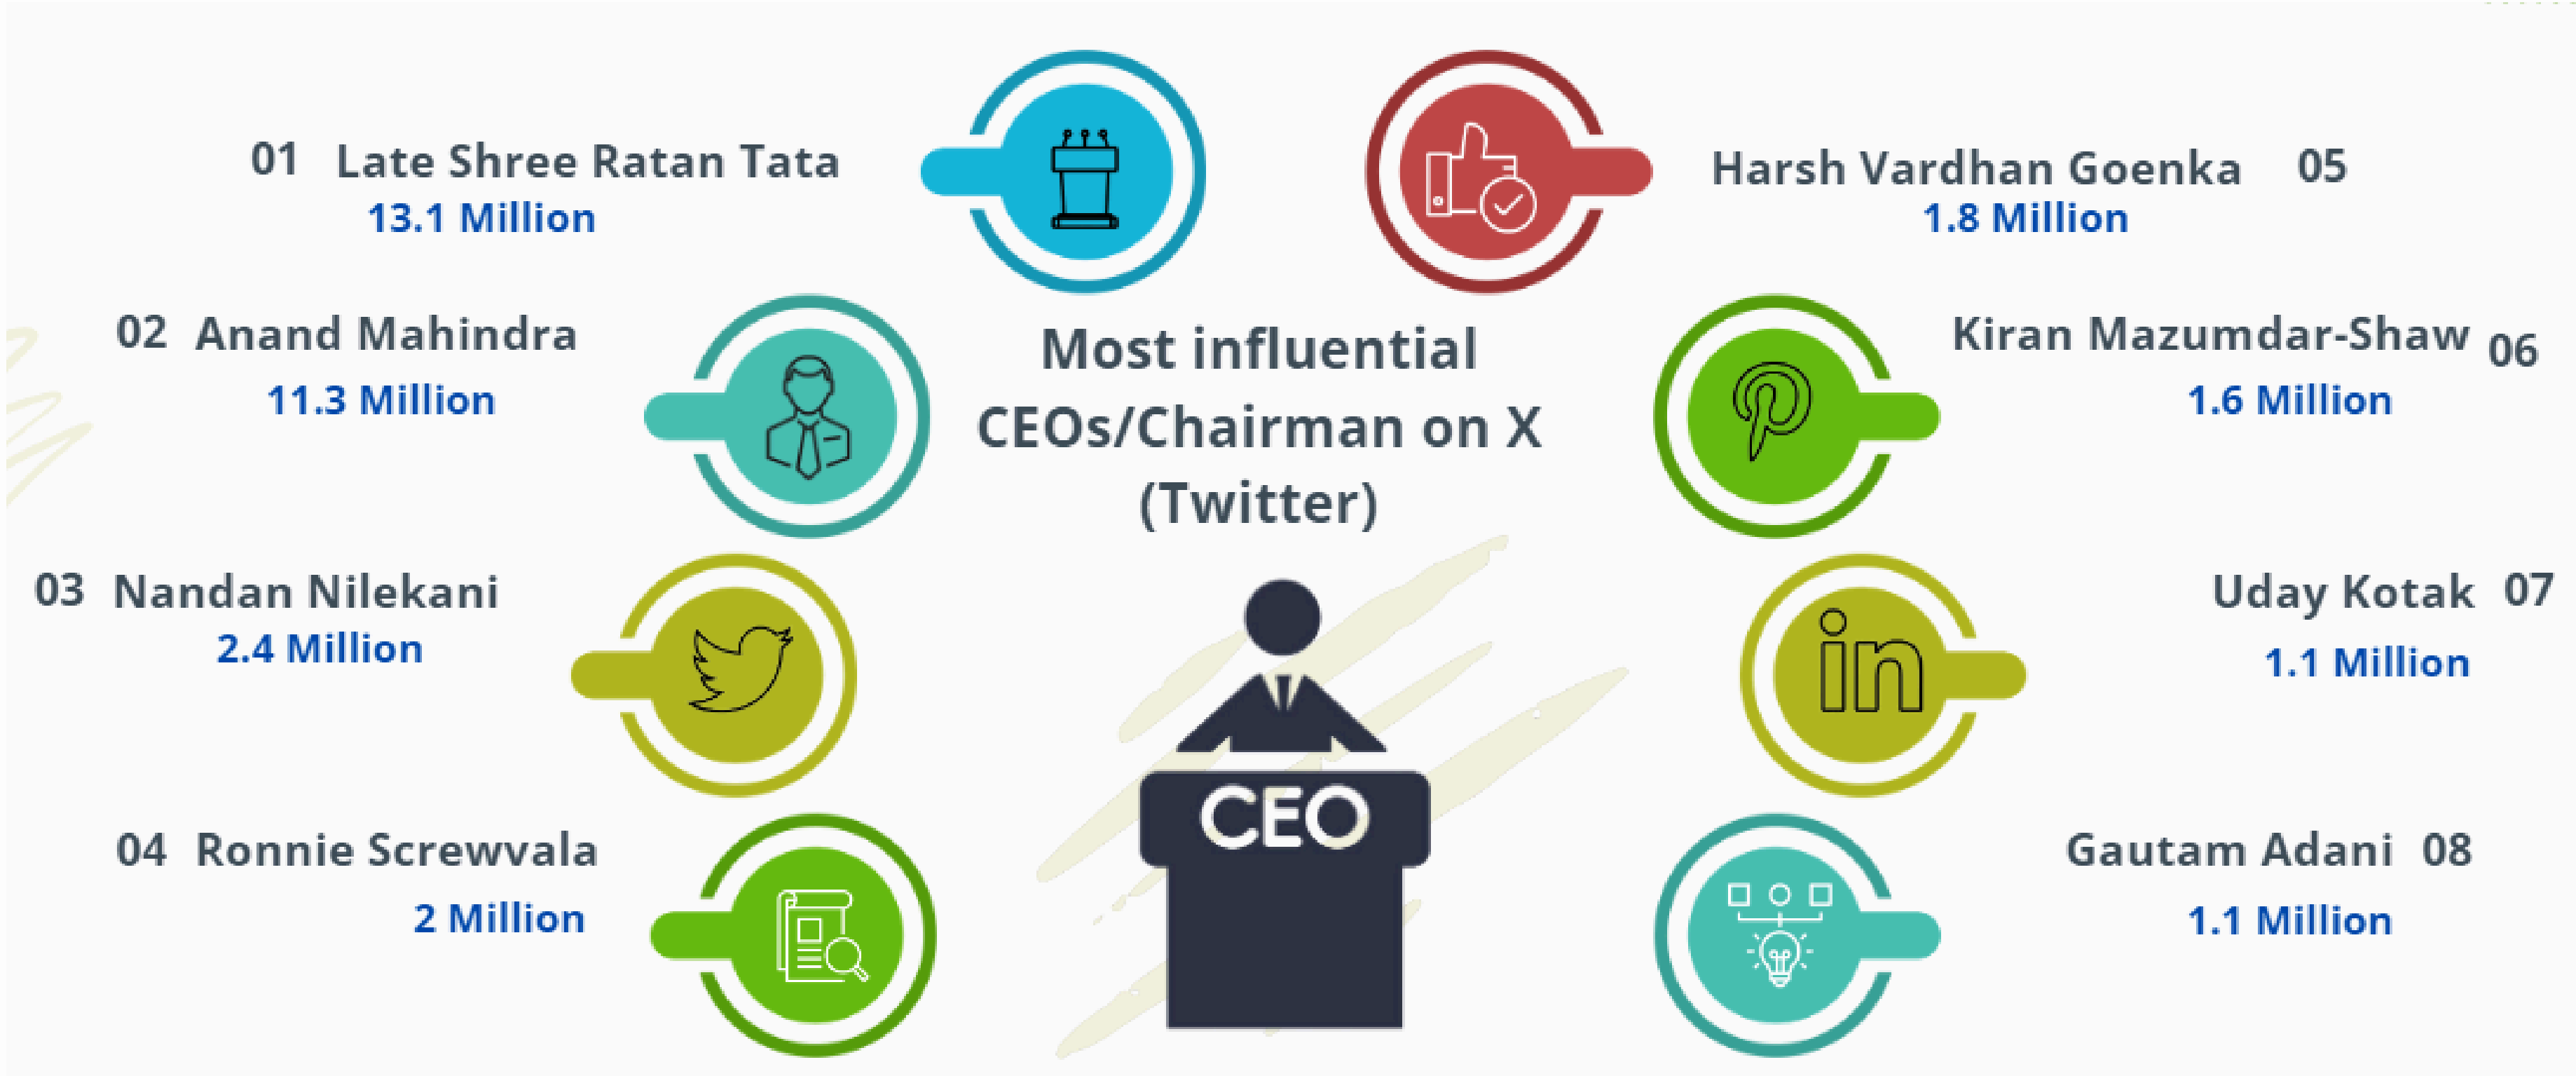 01 Late Shree Ratan Tata
13.1 Million
02 Anand Mahindra
11.3 Million
03 Nandan Nilekani
2.4 Million
04 Ronnie Screwvala
2 Million
Most influential
CEOs/Chairman on X
(Twitter)
CEO
Harsh Vardhan Goenka 05
1.8 Million
Kiran Mazumdar-Shaw 06
1.6 Million
in
Uday Kotak 07
1.1 Million
Gautam Adani 08
1.1 Million